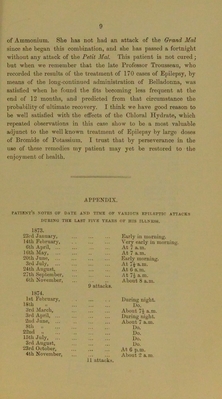 9
of Ammonium. She has not had an attack of the Grand Mal
since she began this combination, and she has passed a fortnight
without any attack of the Petit Mal. This patient is not cured;
but when we remember that the late Professor Trousseau, who
recorded the results of the treatment of 170 cases of Epilepsy, by
means of the long-continued administration of Belladonna, was
satisfied when he found the fits becoming less frequent at the
end of 12 months, and predicted from that circumstance the
probability of ultimate recovery. I think we have good reason to
be well satisfied with the effects of the Chloral Hydrate, which
repeated observations in this case show to be a most valuable
adjunct to the well known treatment of Epilepsy by large doses
of Bromide of Potassium. I trust that by perseverance in the
use of these remedies my patient may yet be restored to the
enjoyment of health.
APPENDIX.
PATIENT'S NOTES OF DATE AND TIME OF VARIOUS EPILEPTIC ATTACKS
DURING THE LAST FIVE YEARS OF HIS ILLNESS.
1873.
23rd January, ... ... ... Early in morning.
14th February, ... ... ... Very early in morning.
6th April, ... ... ... At 7 a.m.
18th May, ... ... ... At 7 a.m.
20th June, ... ... ... Early morning.
3rd July, ... ... ... At 7½ a.m.
24th August, ... ... ... At 6 a.m.
27th September, ... ... ... At 7¼ a.m.
6th November, ... ... ... About 8 a.m.
9 attacks.
1874.
1st February, ... ... ... During night.
14th " ... ... ... Do.
3rd March, ... ... ... About 7½ a.m.
3rd April, ... ... ... During night.
2nd June, ... ... ... About 7 a.m.
8th " ... ... ... Do.
22nd " ... ... ... Do.
13th July, ... ... ... Do.
3rd August, ... ... ... Do.
23rd October, ... ... ... At 6 p.m.
4th November, ... ... ... About 7 a.m.
11 attacks.